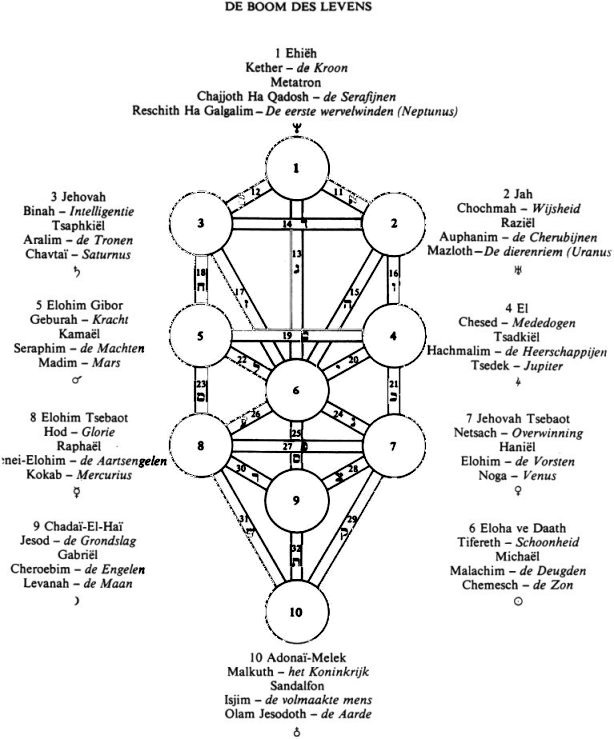 DE BOOM DES LEVENS
1 Ehiëh
Kether – de Kroon
Metatron
Chajjoth Ha Qadosh – de Serafijnen
Reschith Ha Galgalim – De eerste wervelwinden (Neptunus)
♆
3 Jehovah
Binah – Intelligentie
Tsaphkiël
Aralim – de Tronen
Chavtaï – Saturnus
♄
2 Jah
Chochmah – Wijsheid
Raziël
Auphanim – de Cherubijnen
Mazloth – De dierenriem (Uranus
♅
5 Elohim Gibor
Geburah – Kracht
Kamaël
Seraphim – de Machten
Madim – Mars
♂
4 El
Chesed – Mededogen
Tsadkiël
Hachmalim – de Heerschappijen
Tsedek – Jupiter
♃
8 Elohim Tsebaot
Hod – Glorie
Raphaël
enei-Elohim – de Aartsengelen
Kokab – Mercurius
☿
7 Jehovah Tsebaot
Netsach – Overwinning
Haniël
Elohim – de Vorsten
Noga – Venus
♀
9 Chadaï-El-Haï
Jesod – de Grondslag
Gabriël
Cheroebim – de Engelen
Levanah – de Maan
☽
6 Eloha ve Daath
Tifereth – Schoonheid
Michaël
Malachim – de Deugden
Chemesch – de Zon
☉
1
12
11
3
14
2
13
18
17
15
16
5
19
4
22
20
23
6
21
26
24
25
8
27
7
30
28
9
31
29
32
10
10 Adonaï-Melek
Malkuth – het Koninkrijk
Sandalfon
Isjim – de volmaakte mens
Olam Jesodoth – de Aarde
♁